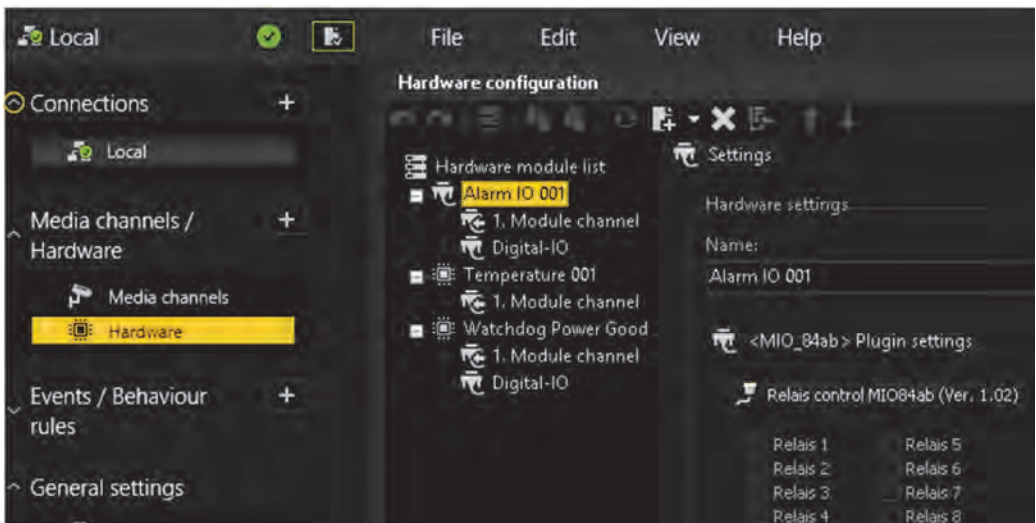 Local
File Edit View Help
Connections
Local
Media channels /
Hardware
Media channels
Hardware
Events / Behaviour
rules
General settings
Hardware configuration
Hardware module list
Alarm IO 001
1. Module channel
Digital-IO
Temperature 001
1. Module channel
Watchdog Power Good
1. Module channel
Digital-IO
Settings
Hardware settings
Name:
Alarm IO 001
<MIO_84ab> Plugin settings
Relais control MIO84ab (Ver. 1.02)
Relais 1 Relais 5
Relais 2 Relais 6
Relais 3 Relais 7
Relais 4 Relais 8